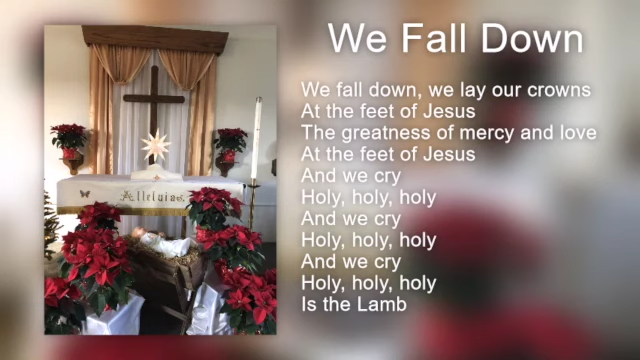 We Fall Down
We fall down, we lay our crowns
At the feet of Jesus
The greatness of mercy and love
At the feet of Jesus
And we cry
Holy, holy, holy
And we cry
Holy, holy, holy
And we cry
Holy, holy, holy
Is the Lamb
Alleluia